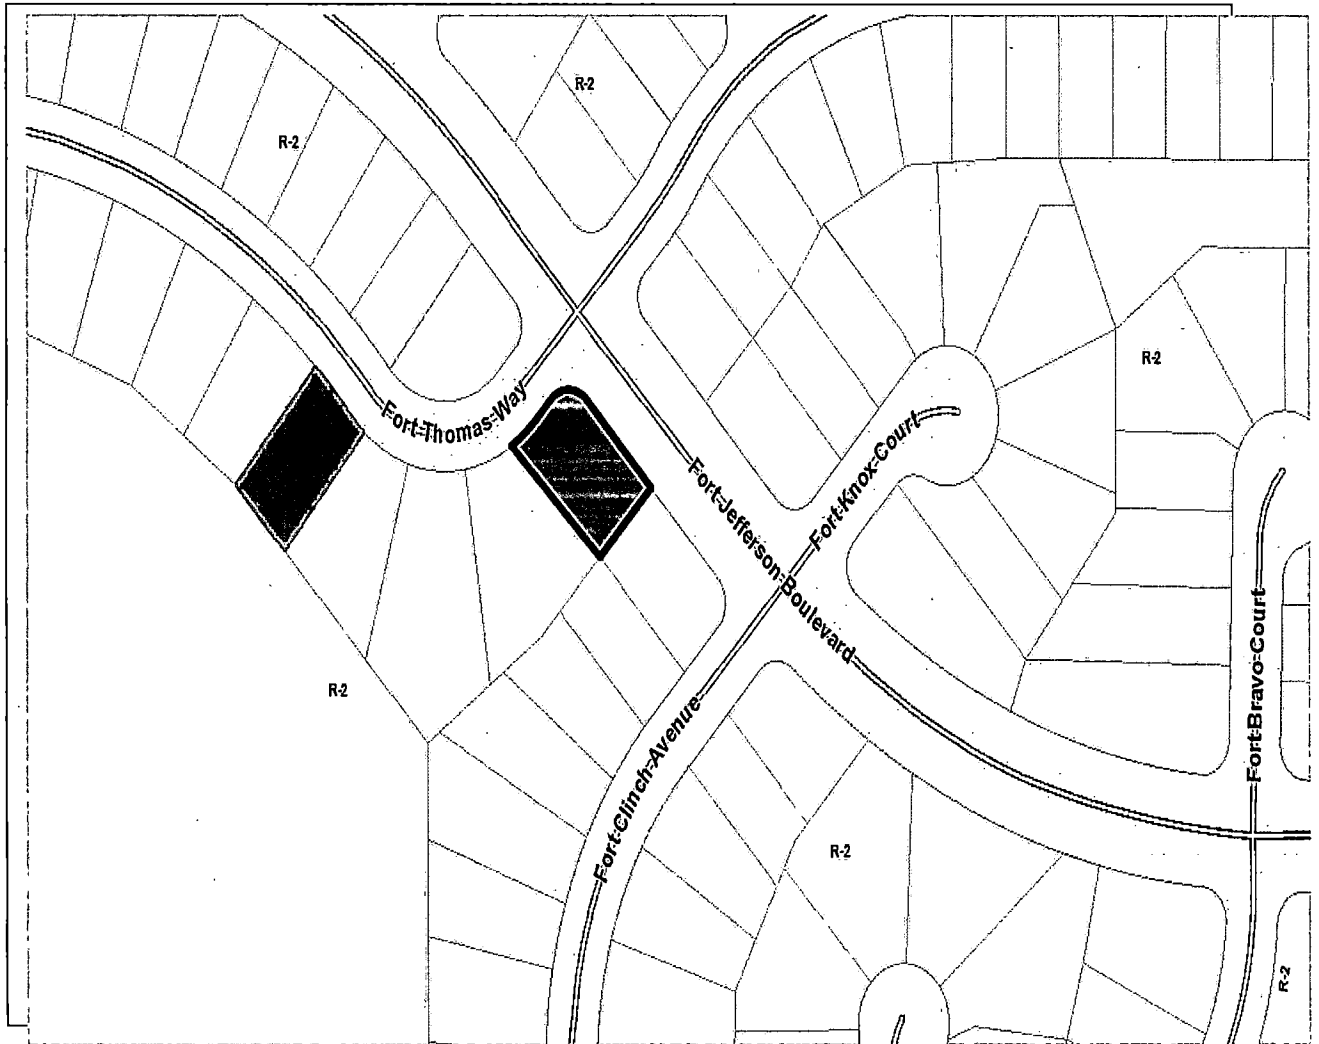 R-2
R-2
R-2
Fort Thomas Way
Fort Knox Court
Fort Jefferson Boulevard
Fort Bravo Court
R-2
Fort Clinch Avenue
R-2
R-2